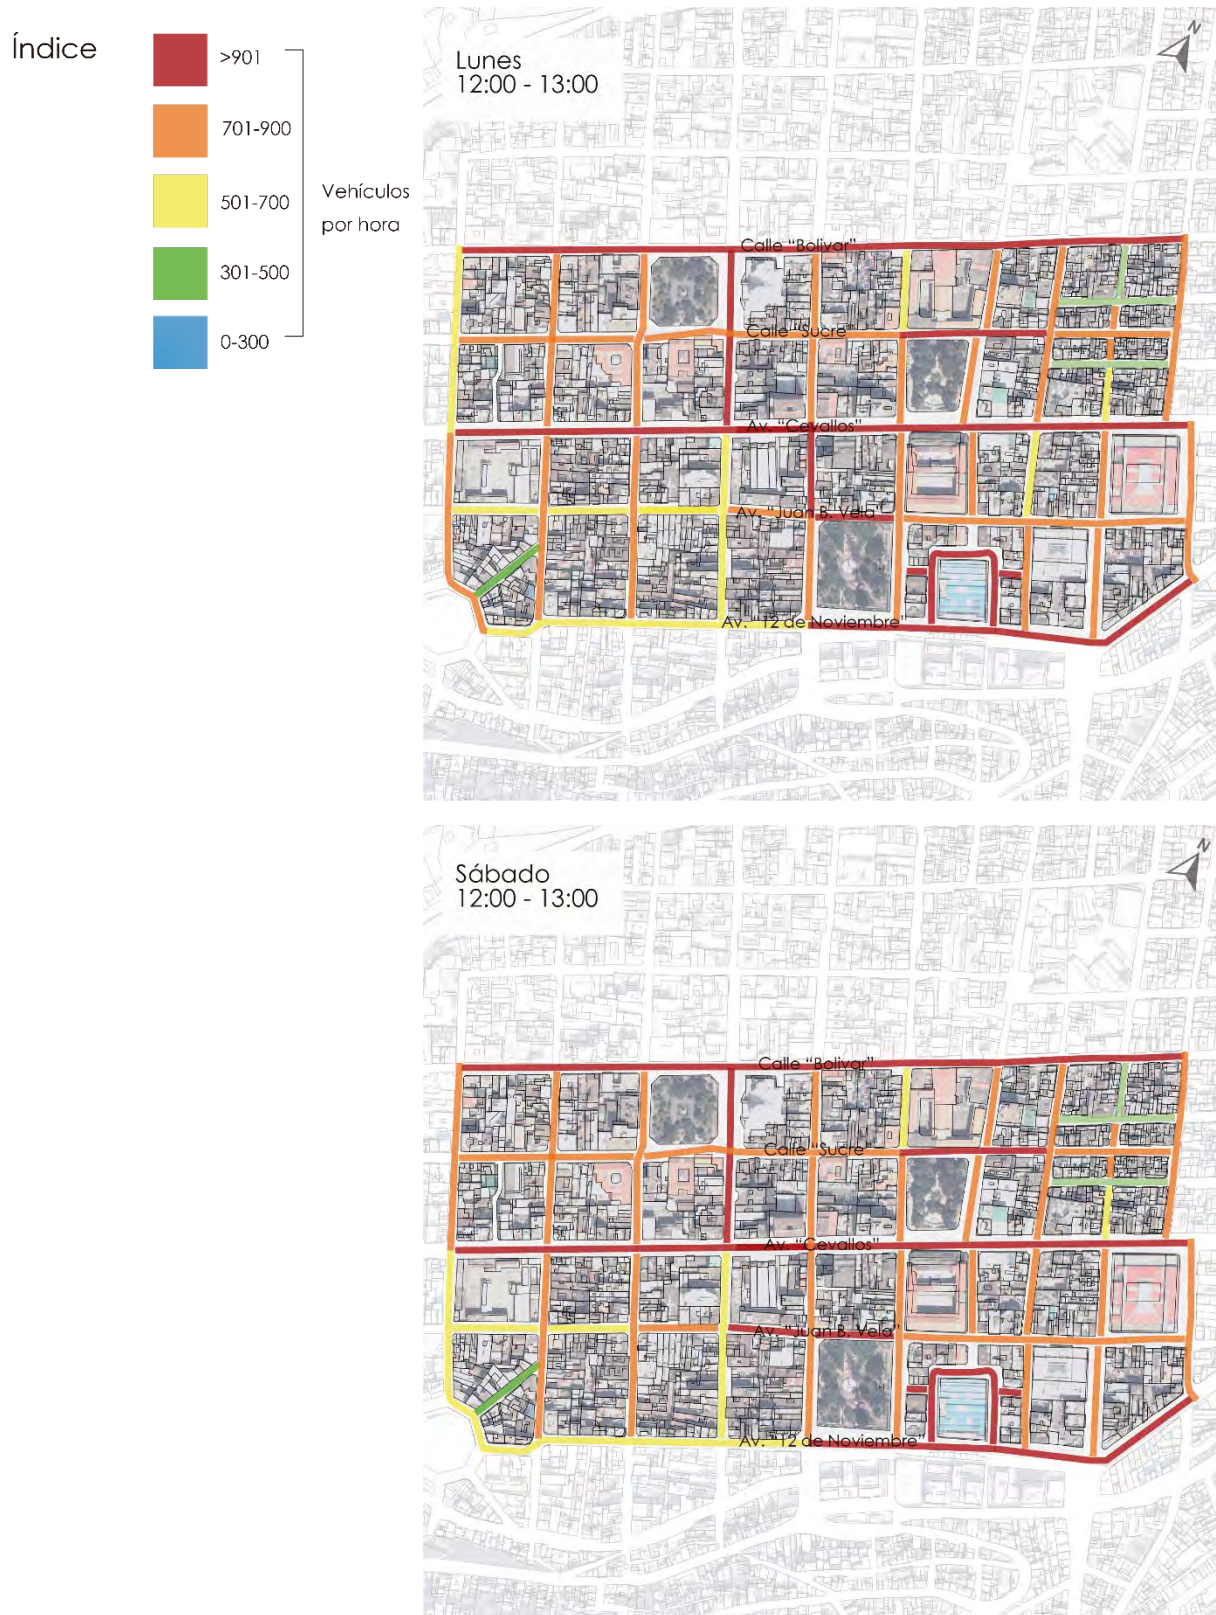 Índice
>901
701-900
501-700
301-500
0-300
Vehículos
por hora
Lunes
12:00 - 13:00
N
Calle “Bolivar”
Calle “Sucre”
Av. “Cevallos”
Av. “Juan B. Vela”
Av. “12 de Noviembre”
Sábado
12:00 - 13:00
N
Calle “Bolivar”
Calle “Sucre”
Av. “Cevallos”
Av. “Juan B. Vela”
Av. “12 de Noviembre”